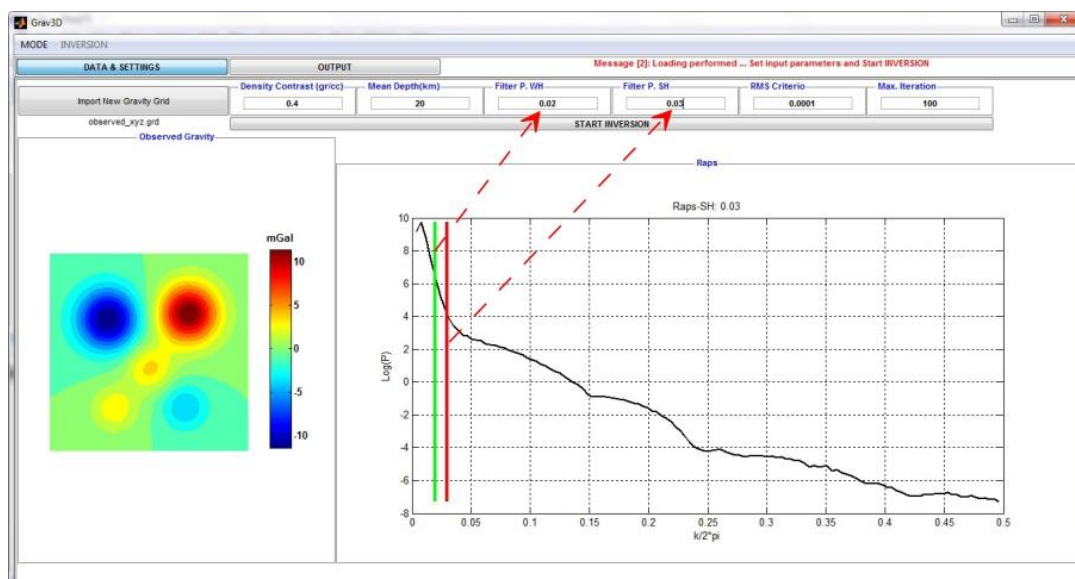 Grav3D
MODE INVERSION
DATA & SETTINGS OUTPUT Message [2]: Loading performed ... Set input parameters and Start INVERSION
Import New Gravity Grid
Density Contrast (gr/cc) Mean Depth(km) Filter P. WH Filter P. SH RMS Criterio Max. Iteration
0.4 20 0.02 0.03 0.0001 100
observed_xyz.grd START INVERSION
Observed Gravity
mGal
10
5
0
-5
-10
Raps
Raps-SH: 0.03
Log(P)
10
8
6
4
2
0
-2
-4
-6
-8
0 0.05 0.1 0.15 0.2 0.25 0.3 0.35 0.4 0.45 0.5
k/2*pi